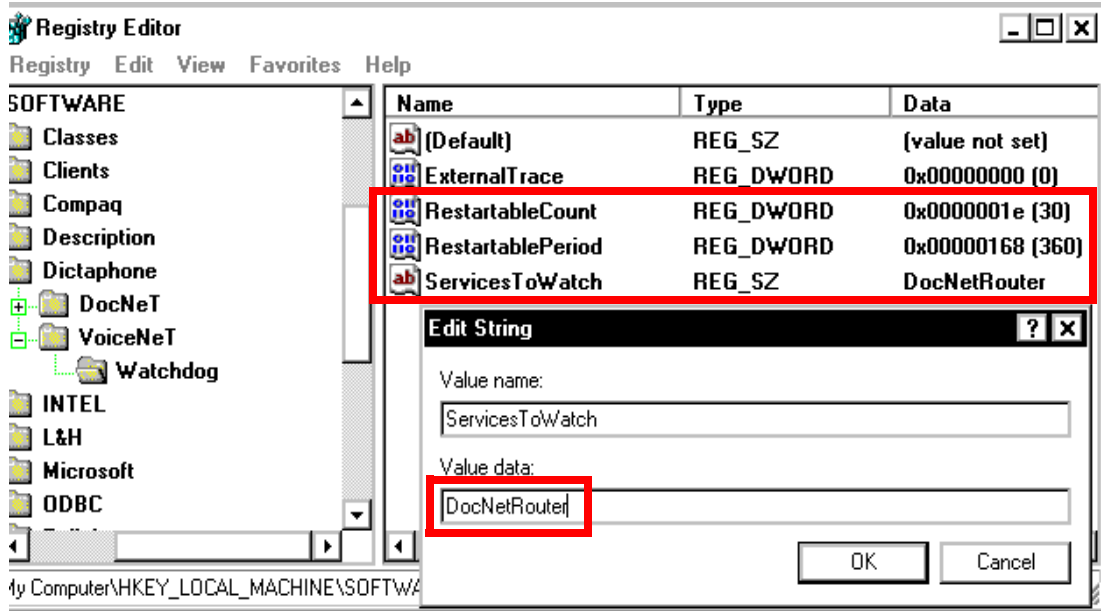 Registry Editor
Registry Edit View Favorites Help
SOFTWARE
Classes
Clients
Compaq
Description
Dictaphone
DocNeT
VoiceNeT
Watchdog
INTEL
L&H
Microsoft
ODBC
Name Type Data
(Default) REG_SZ (value not set)
ExternalTrace REG_DWORD 0x00000000 (0)
RestartableCount REG_DWORD 0x0000001e (30)
RestartablePeriod REG_DWORD 0x00000168 (360)
ServicesToWatch REG_SZ DocNetRouter
Edit String
Value name:
ServicesToWatch
Value data:
DocNetRouter
OK Cancel
My Computer\HKEY_LOCAL_MACHINE\SOFTWA